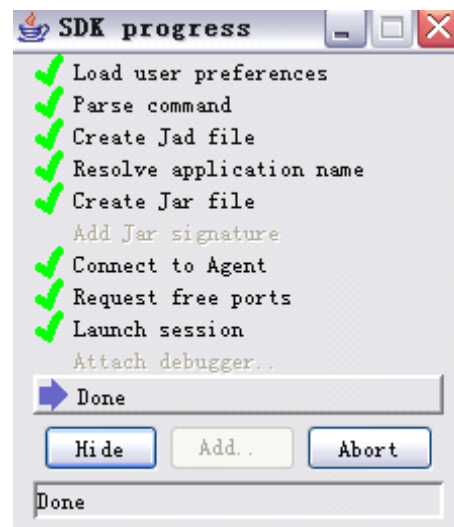 SDK progress
Load user preferences
Parse command
Create Jad file
Resolve application name
Create Jar file
Add Jar signature
Connect to Agent
Request free ports
Launch session
Attach debugger..
Done
Hide Add.. Abort
Done